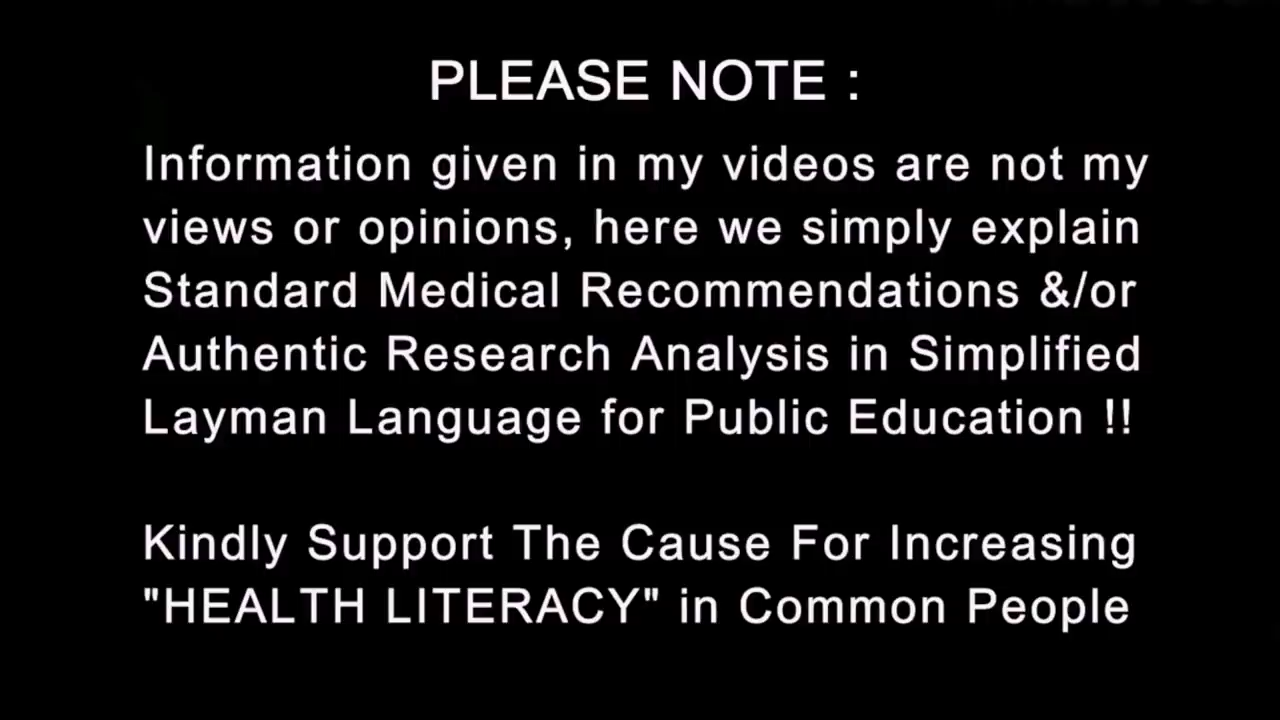 PLEASE NOTE :
Information given in my videos are not my
views or opinions, here we simply explain
Standard Medical Recommendations &/or
Authentic Research Analysis in Simplified
Layman Language for Public Education !!
Kindly Support The Cause For Increasing
"HEALTH LITERACY" in Common People